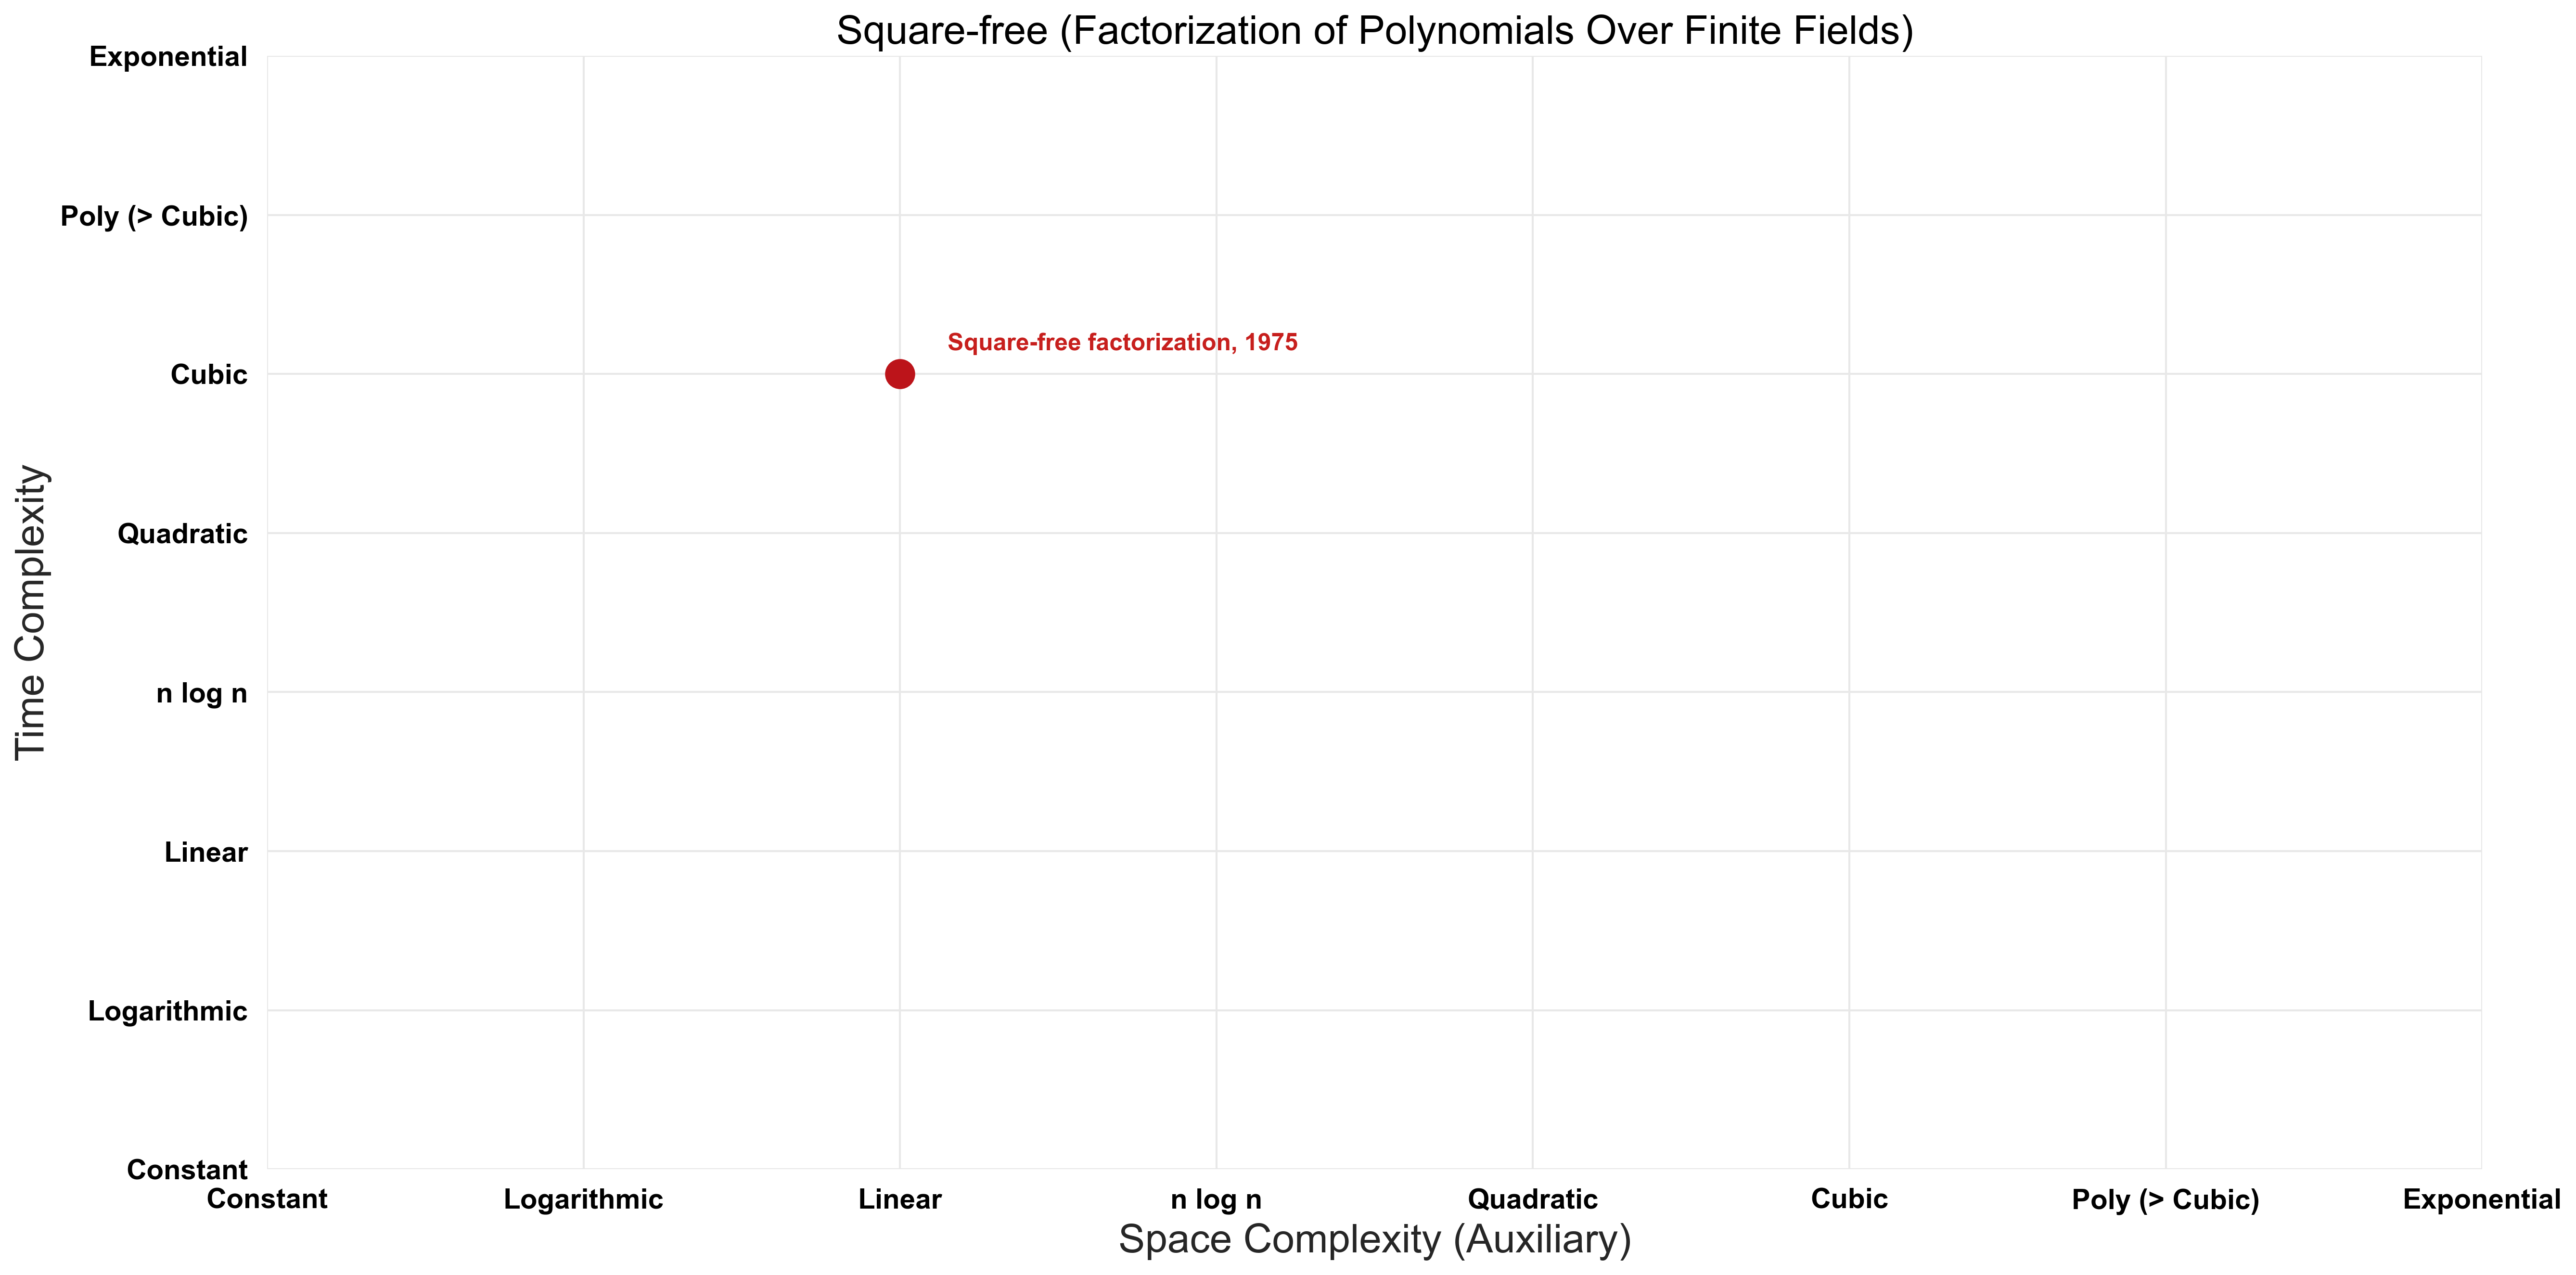 Square-free (Factorization of Polynomials Over Finite Fields)
Exponential
Poly (> Cubic)
Cubic
Quadratic
n log n
Linear
Logarithmic
Constant
Time Complexity
Square-free factorization, 1975
Constant
Logarithmic
Linear
n log n
Quadratic
Cubic
Poly (> Cubic)
Exponential
Space Complexity (Auxiliary)